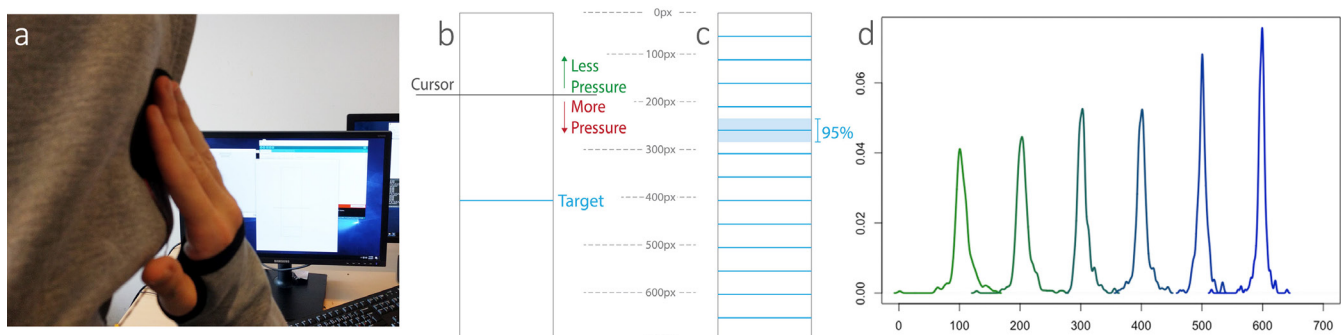 a
b
Cursor
Less
Pressure
More
Pressure
Target
0px
100px
200px
300px
400px
500px
600px
c
95%
d
0.00
0.02
0.04
0.06
0
100
200
300
400
500
600
700